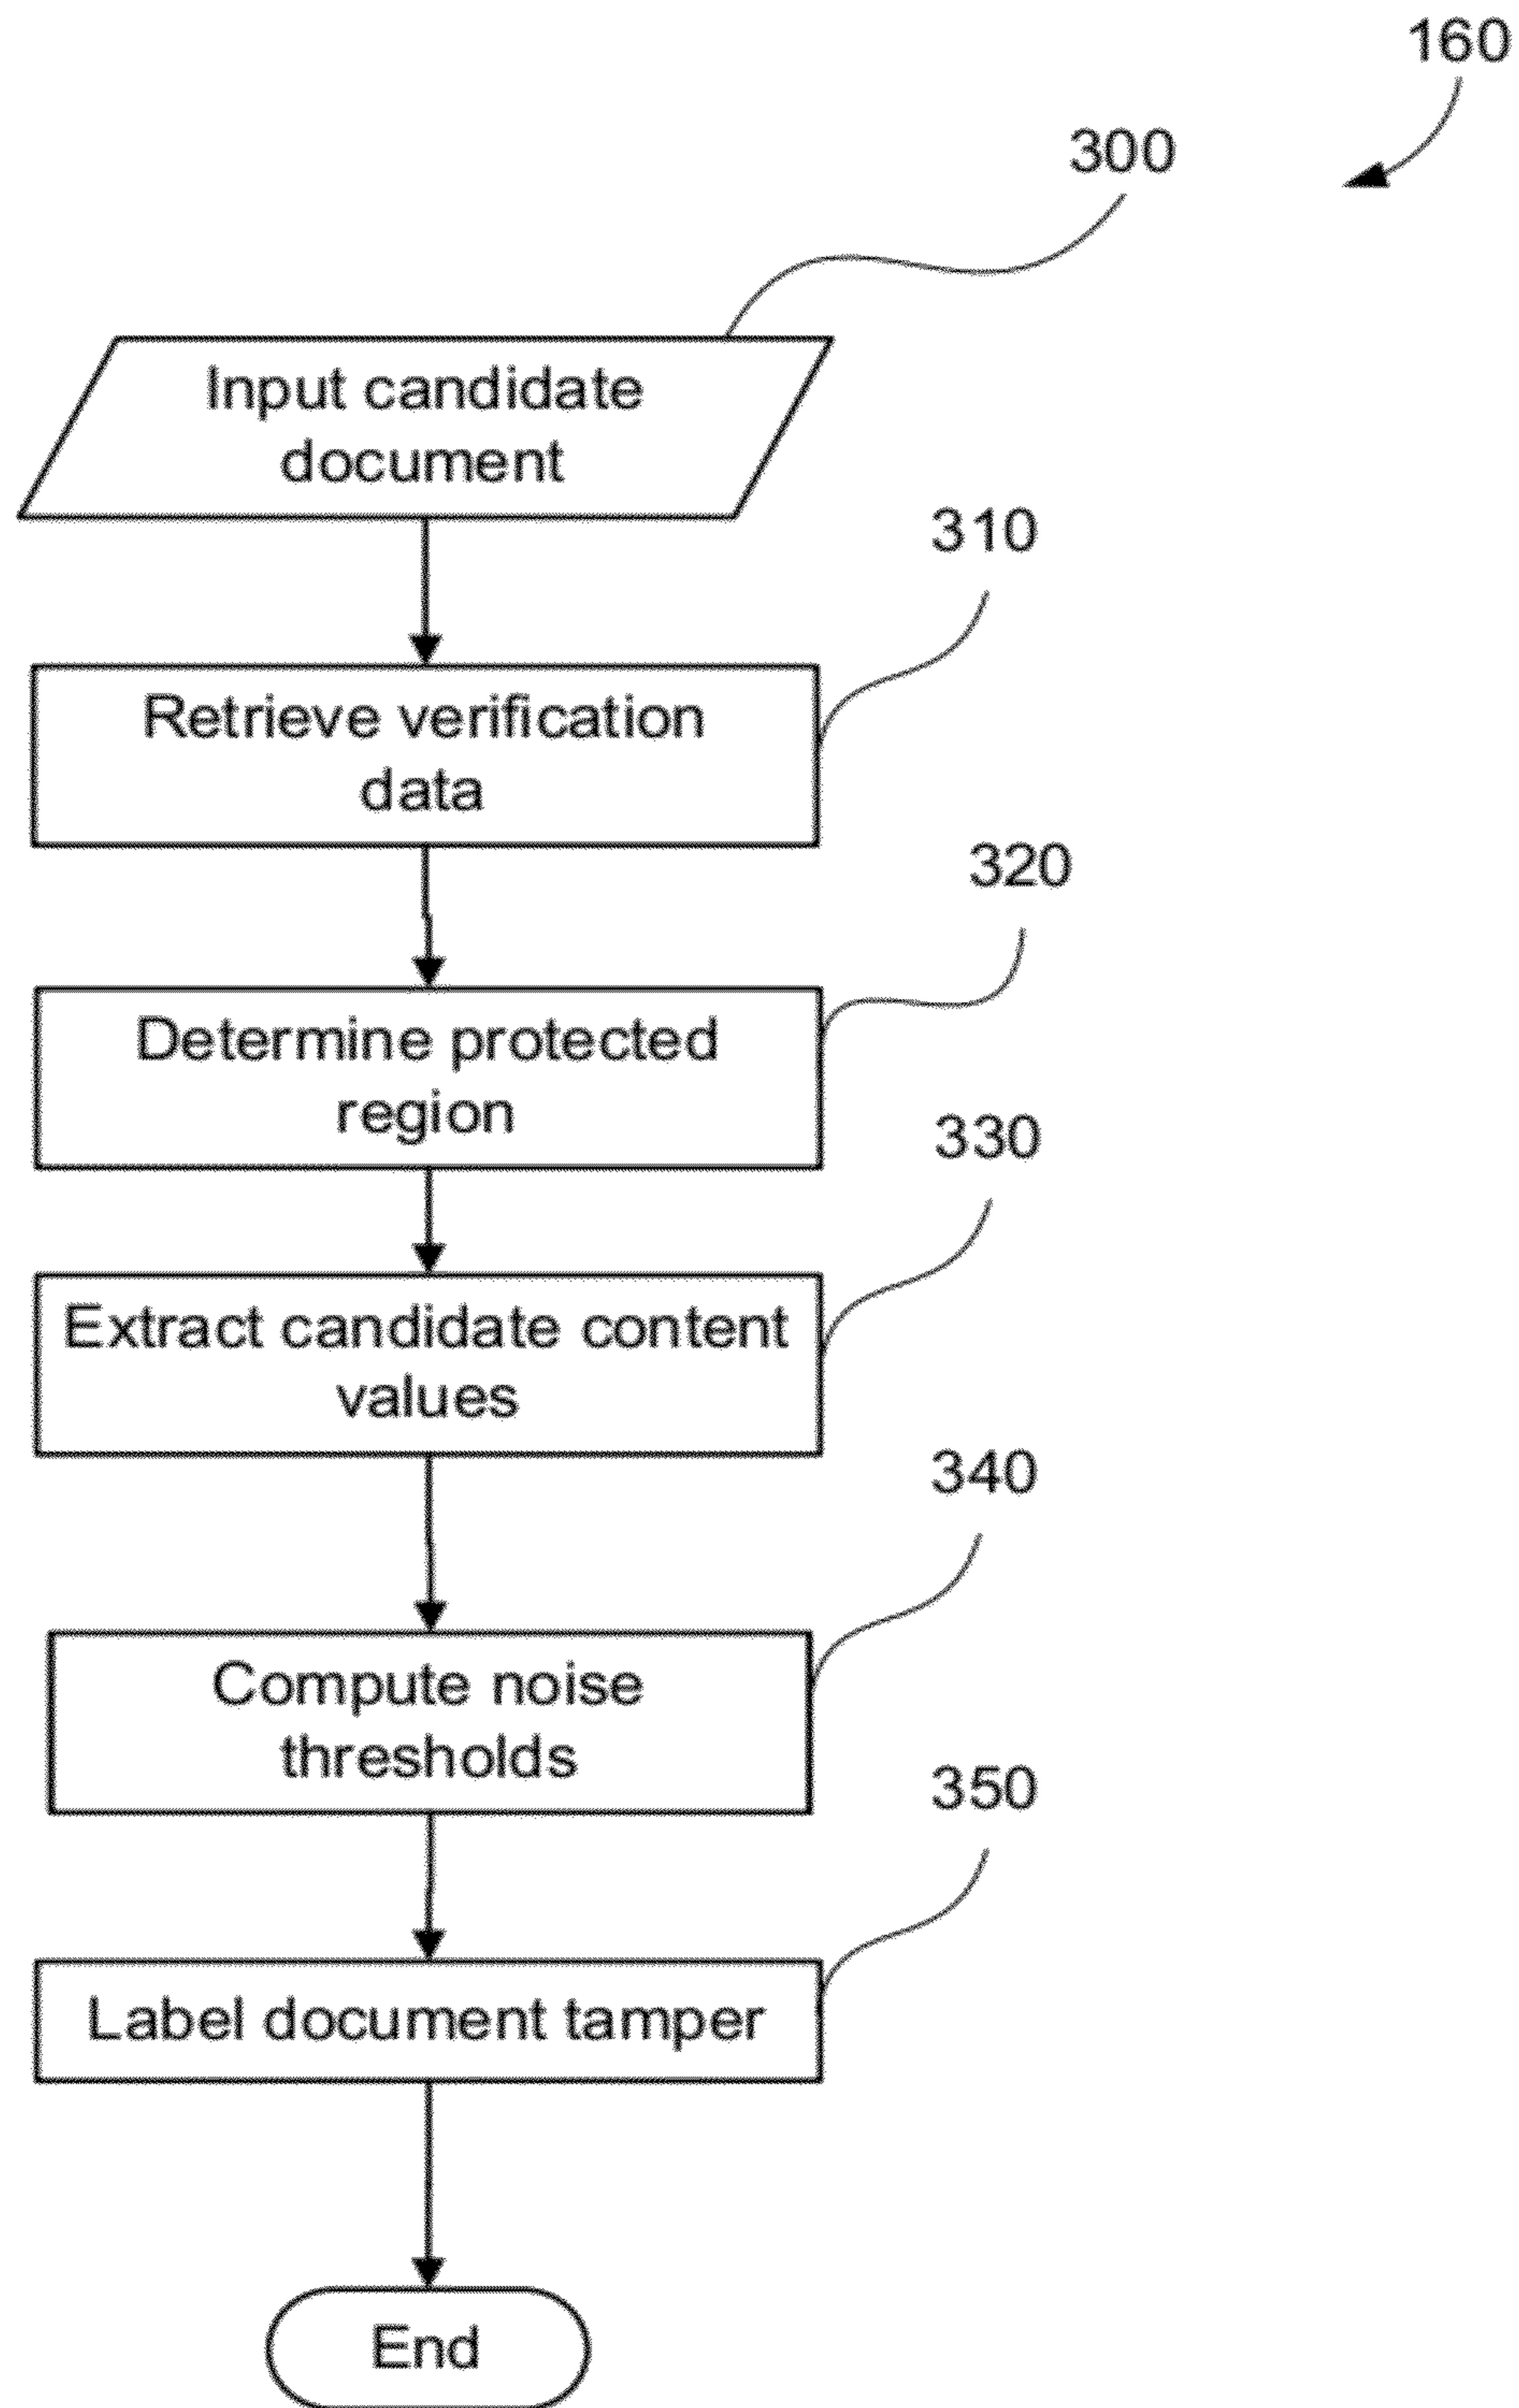 160
300
Input candidate
document
310
Retrieve verification
data
320
Determine protected
region
330
Extract candidate content
values
340
Compute noise
thresholds
350
Label document tamper
End